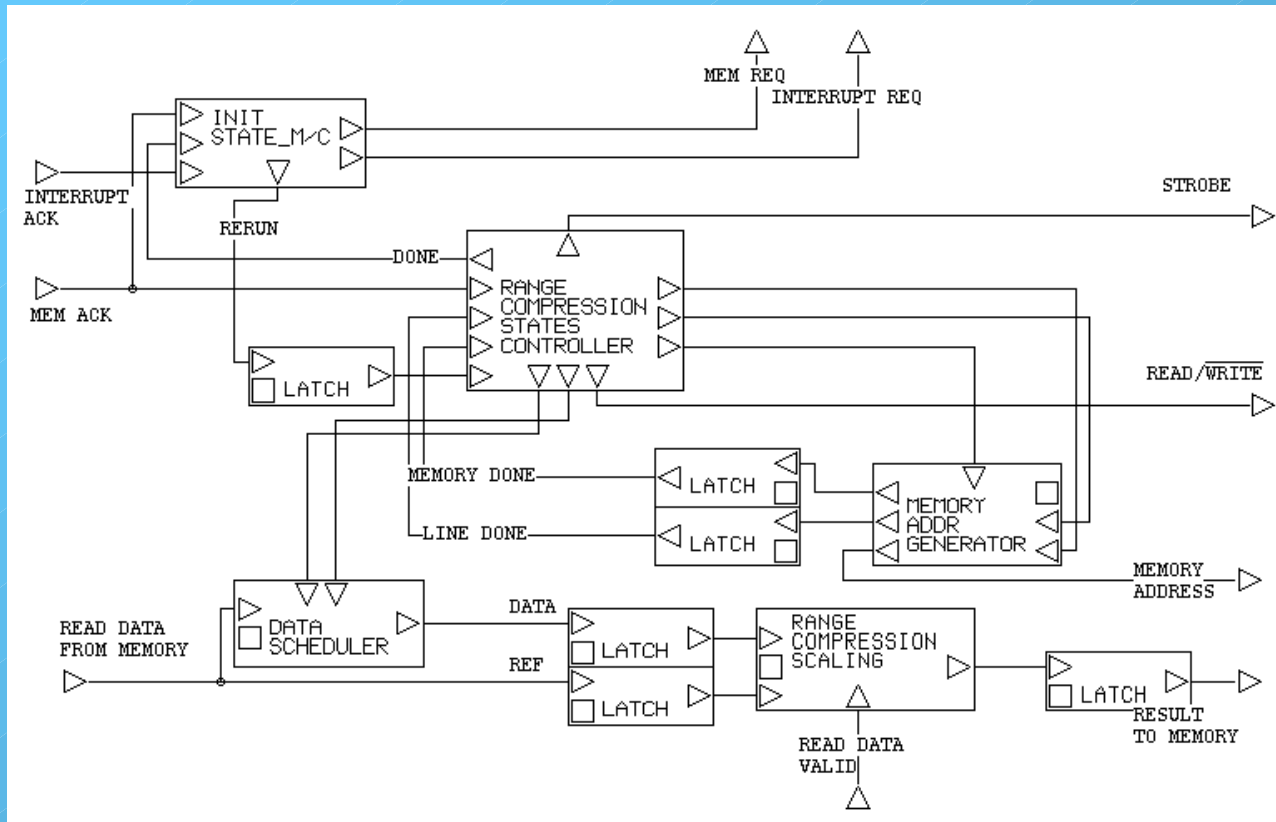 MEM REQ
INTERRUPT REQ
INIT
STATE_M/C
INTERRUPT
ACK
RERUN
STROBE
DONE
MEM ACK
RANGE
COMPRESSION
STATES
CONTROLLER
LATCH
READ/WRITE
MEMORY DONE
LATCH
LINE DONE
LATCH
MEMORY
ADDR
GENERATOR
MEMORY
ADDRESS
READ DATA
FROM MEMORY
DATA
SCHEDULER
DATA
REF
LATCH
LATCH
RANGE
COMPRESSION
SCALING
READ DATA
VALID
LATCH
RESULT
TO MEMORY